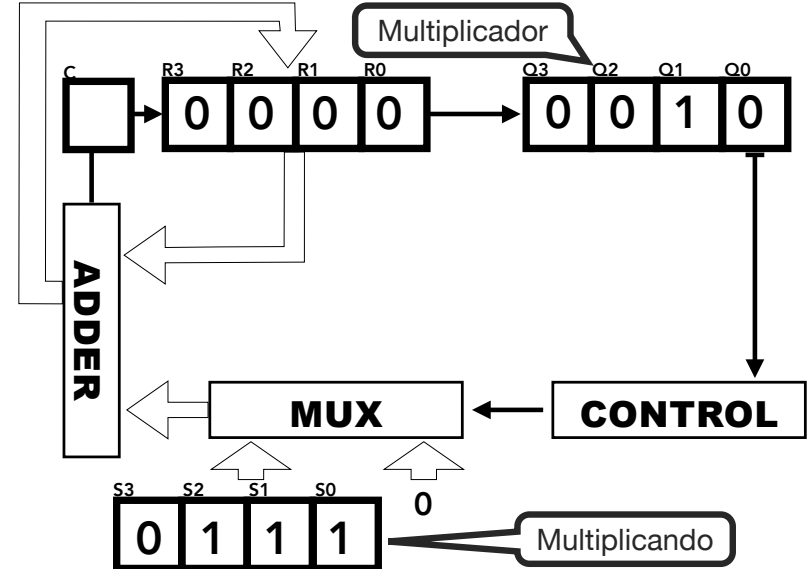 Multiplicador
C R3 R2 R1 R0 Q3 Q2 Q1 Q0
0 0 0 0 0 0 1 0
ADDER
MUX CONTROL
S3 S2 S1 S0
0
0 1 1 1
Multiplicando